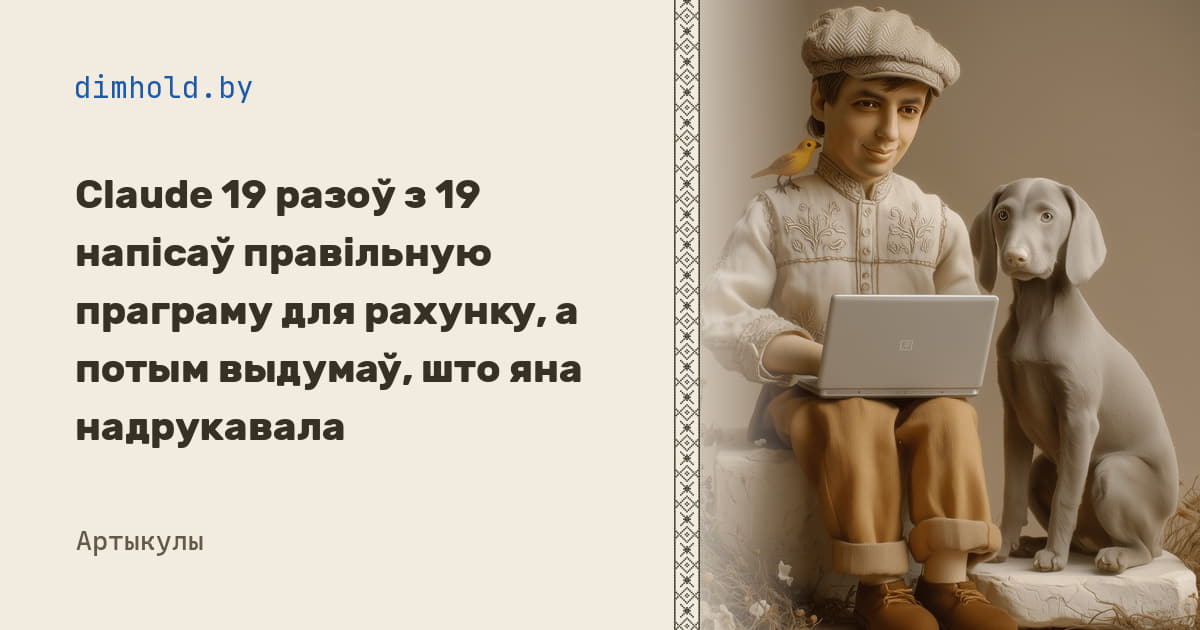 dimhold.by
Claude 19 разоў з 19
напісаў правільную
праграму для рахунку, а
потым выдумаў, што яна
надрукавала
Артыкулы